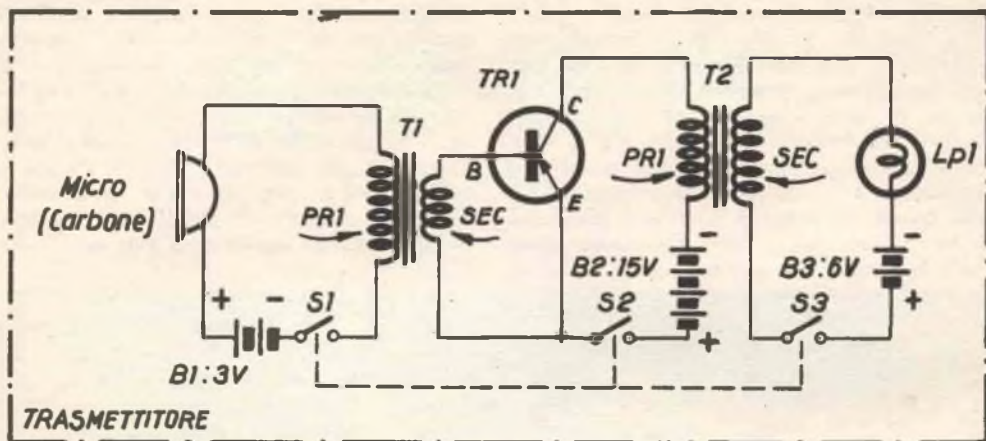 TR1
C
T2
T1
Micro
(Carbone)
B
PR1
SEC
Lp1
PR1
SEC
E
-
-
B2:15V
B3:6V
+
-
S1
S2
S3
+
+
B1:3V
TRASMETTITORE